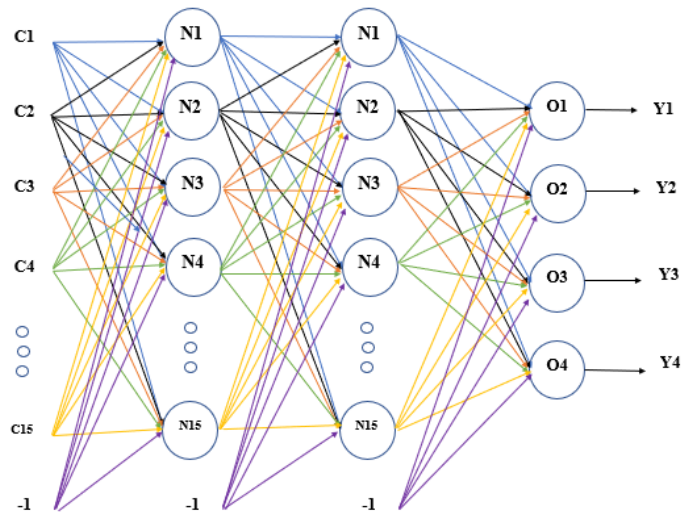 C1 N1 N1
C2 N2 N2 O1 Y1
C3 N3 N3 O2 Y2
C4 N4 N4 O3 Y3
O4 Y4
C15 N15 N15
-1 -1 -1